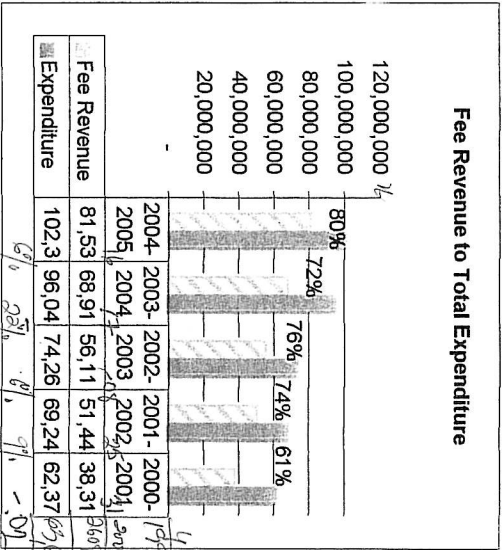 Fee Revenue to Total Expenditure
120,000,000
100,000,000
80,000,000
60,000,000
40,000,000
20,000,000
-
80%
72%
76%
74%
61%
2004-2005 2003-2004 2002-2003 2001-2002 2000-2001
Fee Revenue 81,53 68,91 56,11 51,44 38,31
Expenditure 102,3 96,04 74,26 69,24 62,37
6% 6% 9%